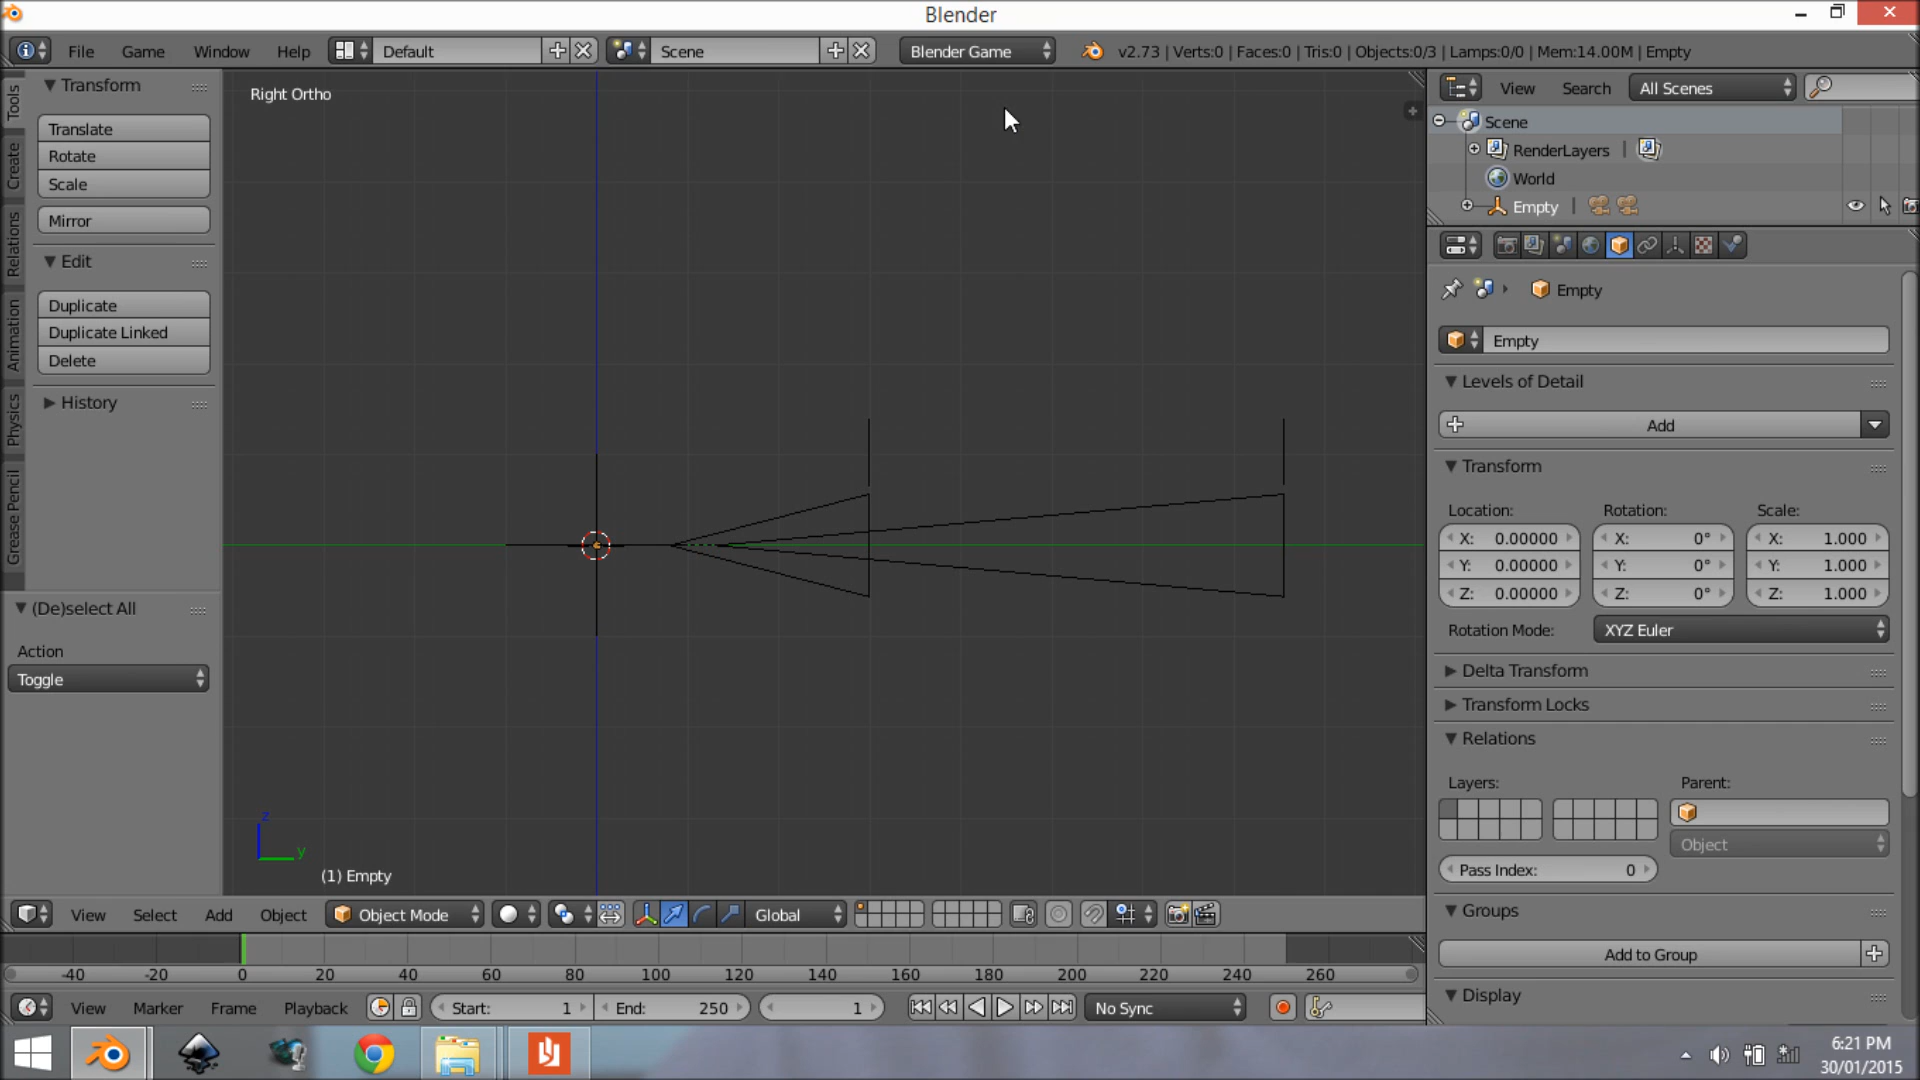 Blender
File Game Window Help Default Scene Blender Game v2.73 | Verts:0 | Faces:0 | Tris:0 | Objects:0/3 | Lamps:0/0 | Mem:14.00M | Empty
Tools
Create
Relations
Animation
Physics
Grease Pencil
Transform
Translate
Rotate
Scale
Mirror
Edit
Duplicate
Duplicate Linked
Delete
History
(De)select All
Action
Toggle
Right Ortho
z
y
(1) Empty
View Search All Scenes
Scene
RenderLayers |
World
Empty |
Empty
Empty
Levels of Detail
Add
Transform
Location: Rotation: Scale:
X: 0.00000 X: 0° X: 1.000
Y: 0.00000 Y: 0° Y: 1.000
Z: 0.00000 Z: 0° Z: 1.000
Rotation Mode: XYZ Euler
Delta Transform
Transform Locks
Relations
Layers: Parent:
Object
Pass Index: 0
Groups
Add to Group
Display
View Select Add Object Object Mode Global
-40 -20 0 20 40 60 80 100 120 140 160 180 200 220 240 260
View Marker Frame Playback Start: 1 End: 250 1 No Sync
6:21 PM
30/01/2015